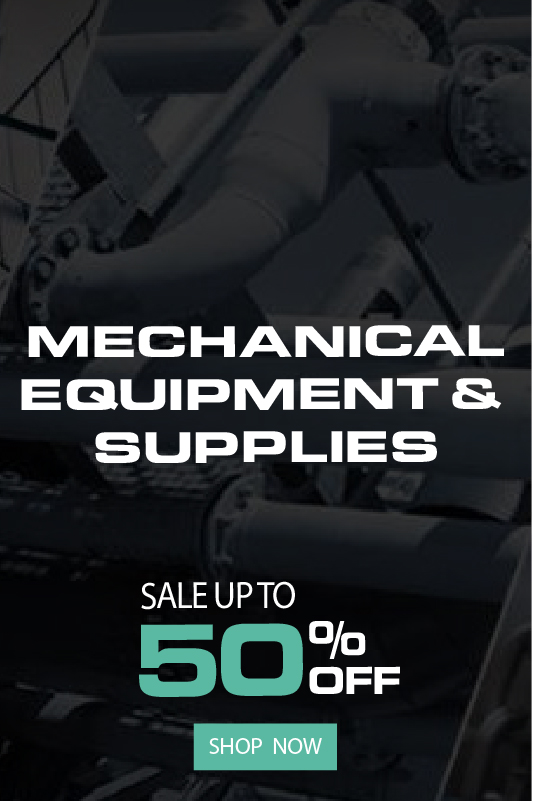 MECHANICAL
EQUIPMENT &
SUPPLIES
SALE UP TO
50% OFF
SHOP NOW